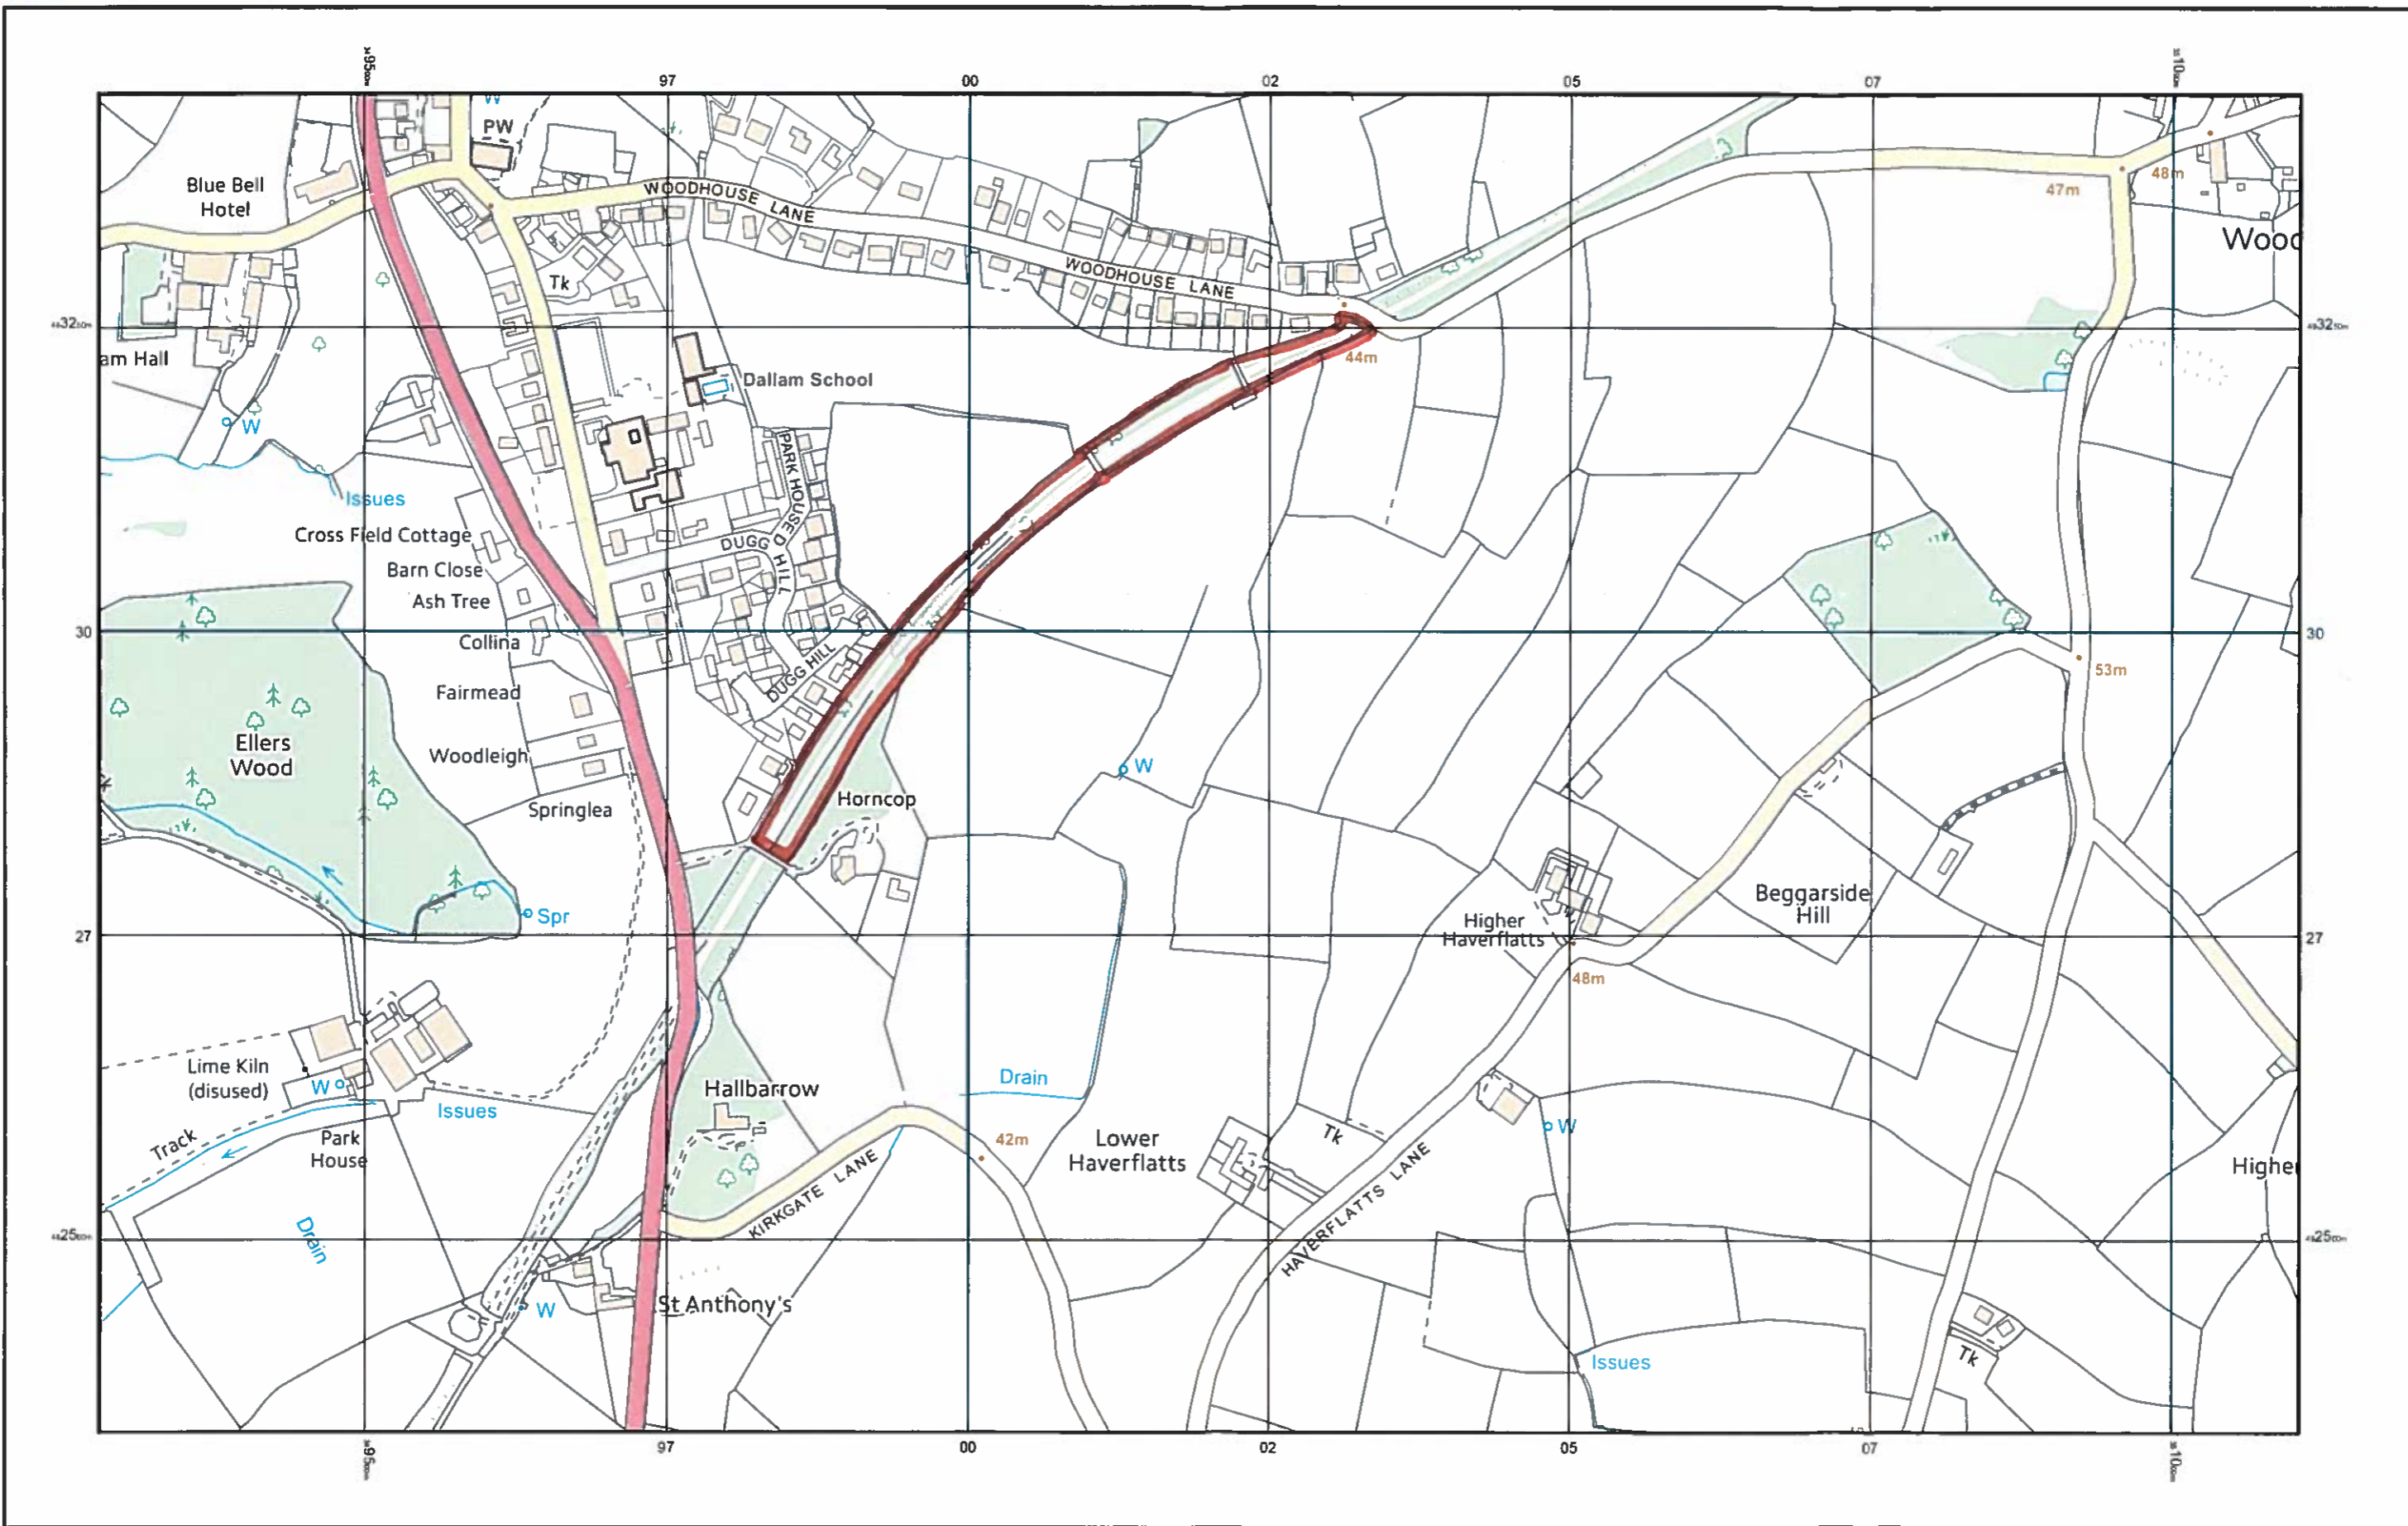 97
00
02
05
07
W
PW
Blue Bell
Hotel
WOODHOUSE LANE
47m
48m
Wood
Tk
WOODHOUSE LANE
am Hall
44m
Dallam School
W
PARK HOUSE
Issues
Cross Field Cottage
DUGG HILL
Barn Close
Ash Tree
30
30
Collina
DUGG HILL
53m
Fairmead
Ellers
Wood
Woodleigh
W
Springlea
Horncop
Beggarside
Hill
Spr
Higher
Haverflatts
27
27
48m
Lime Kiln
(disused)
W
Issues
Hallbarrow
Drain
Track
Park
House
42m
Lower
Haverflatts
Tk
W
KIRKGATE LANE
HAVERFLATTS LANE
Higher
Drain
St Anthony's
W
Issues
Tk
97
00
02
05
07